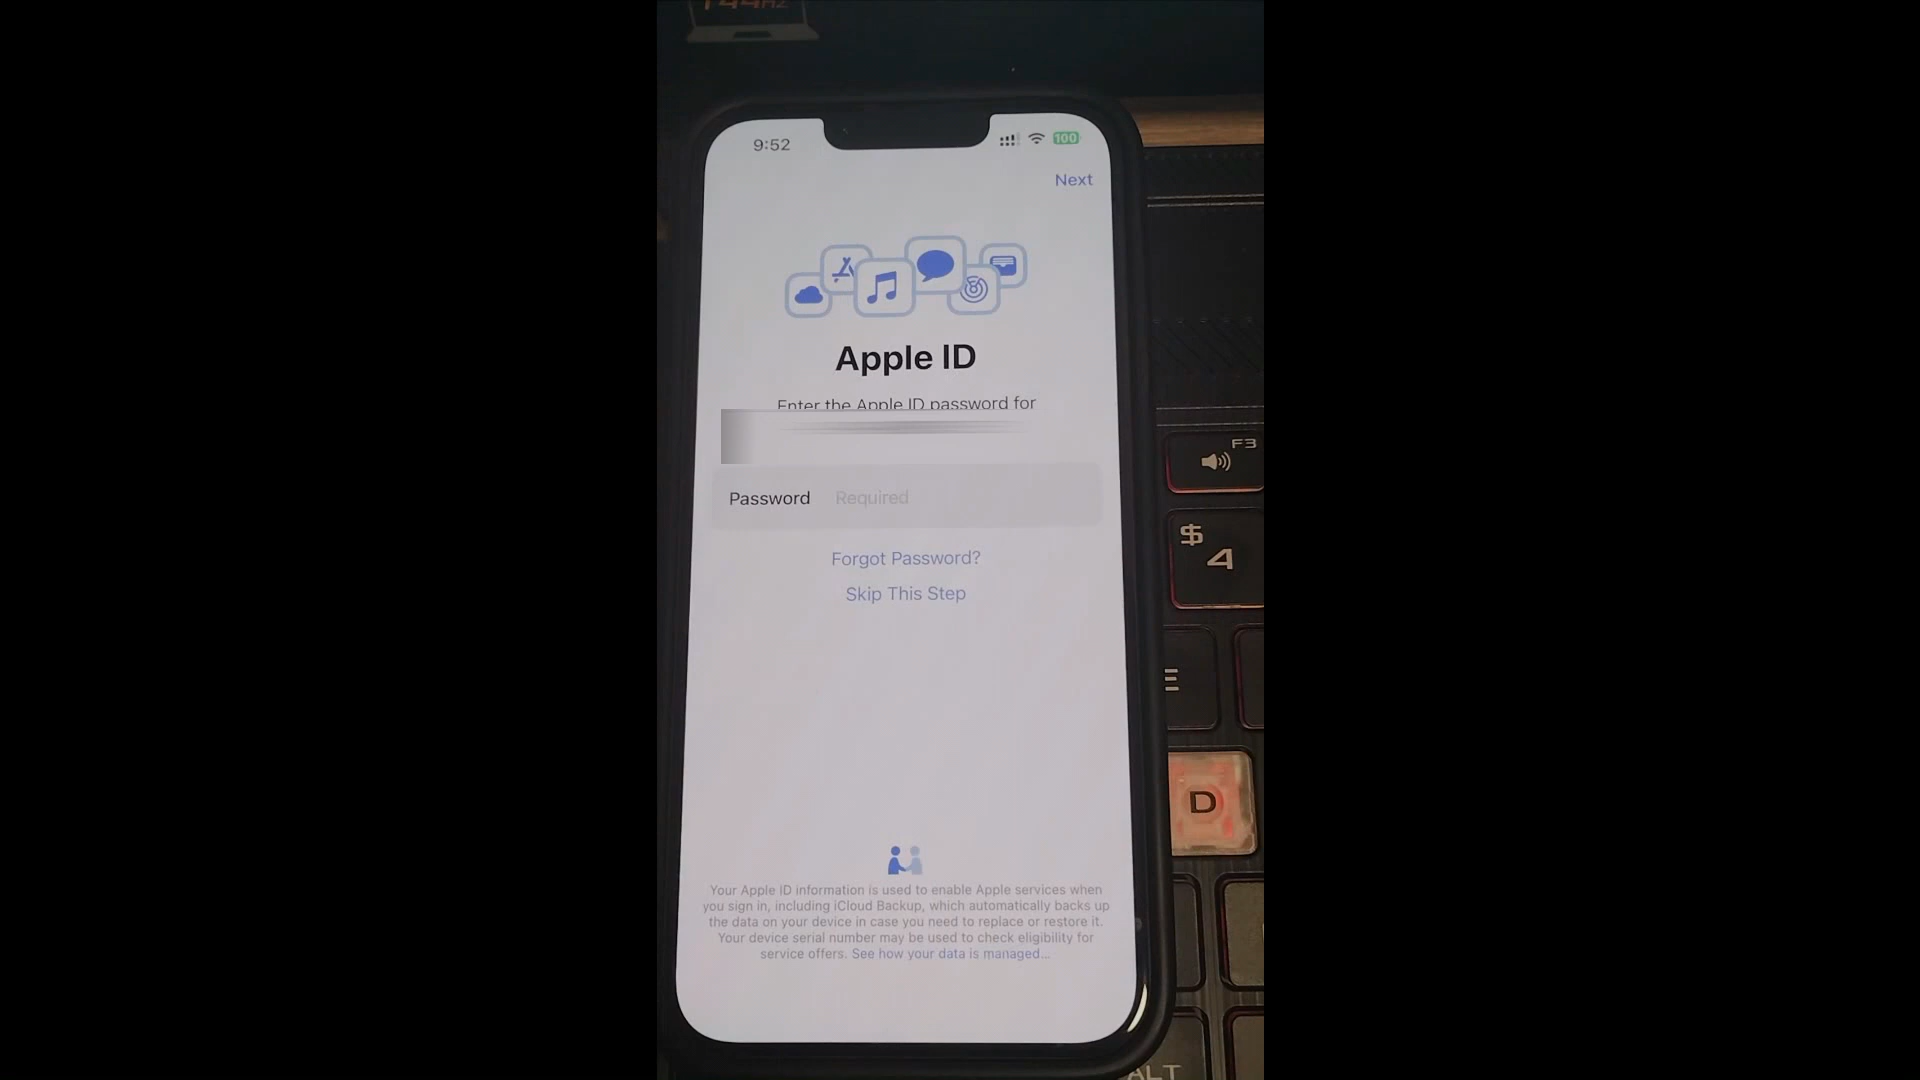 144Hz
9:52
100
Next
Apple ID
Enter the Apple ID password for
Password Required
Forgot Password?
Skip This Step
Your Apple ID information is used to enable Apple services when
you sign in, including iCloud Backup, which automatically backs up
the data on your device in case you need to replace or restore it.
Your device serial number may be used to check eligibility for
service offers. See how your data is managed...
F3
$
4
E
D
ALT